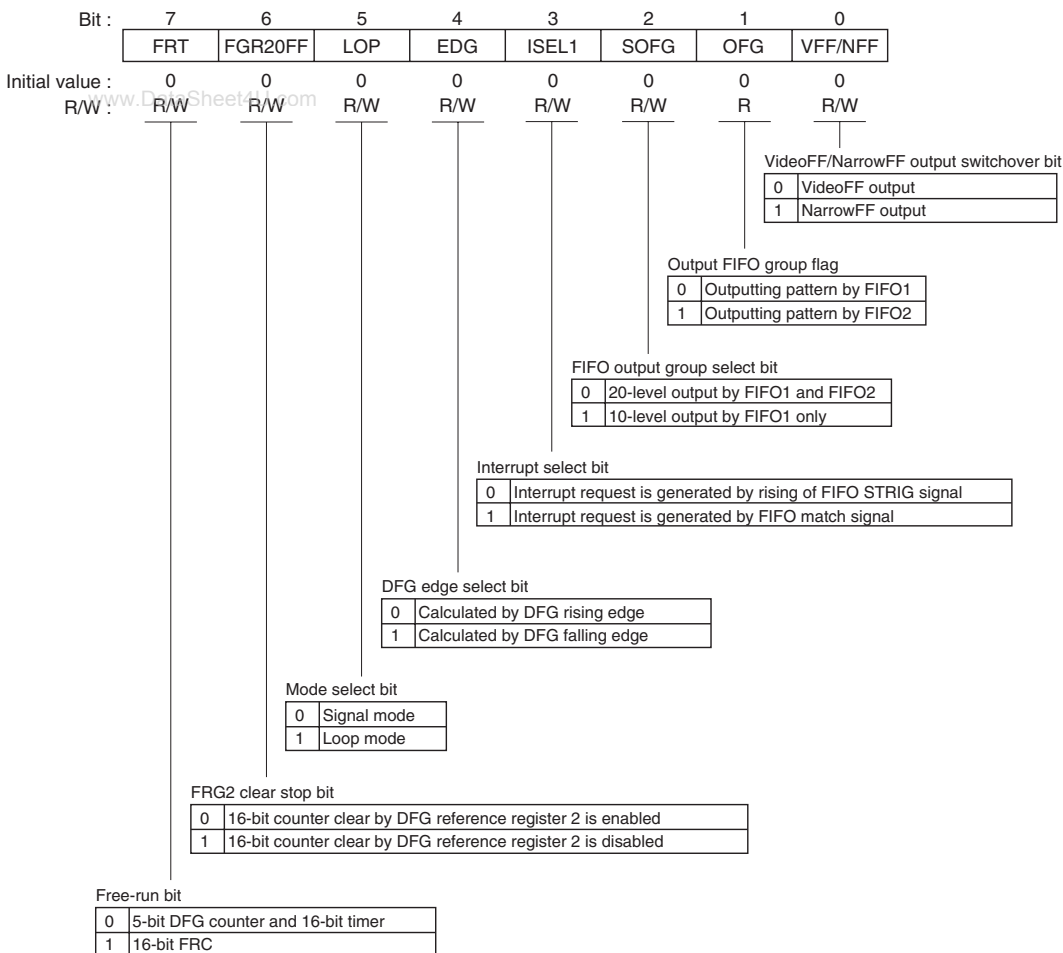 Bit : 7 6 5 4 3 2 1 0
FRT FGR20FF LOP EDG ISEL1 SOFG OFG VFF/NFF
Initial value : 0 0 0 0 0 0 0 0
www.DataSheet4U.com
R/W : R/W R/W R/W R/W R/W R/W R R/W
VideoFF/NarrowFF output switchover bit
0 VideoFF output
1 NarrowFF output
Output FIFO group flag
0 Outputting pattern by FIFO1
1 Outputting pattern by FIFO2
FIFO output group select bit
0 20-level output by FIFO1 and FIFO2
1 10-level output by FIFO1 only
Interrupt select bit
0 Interrupt request is generated by rising of FIFO STRIG signal
1 Interrupt request is generated by FIFO match signal
DFG edge select bit
0 Calculated by DFG rising edge
1 Calculated by DFG falling edge
Mode select bit
0 Signal mode
1 Loop mode
FRG2 clear stop bit
0 16-bit counter clear by DFG reference register 2 is enabled
1 16-bit counter clear by DFG reference register 2 is disabled
Free-run bit
0 5-bit DFG counter and 16-bit timer
1 16-bit FRC